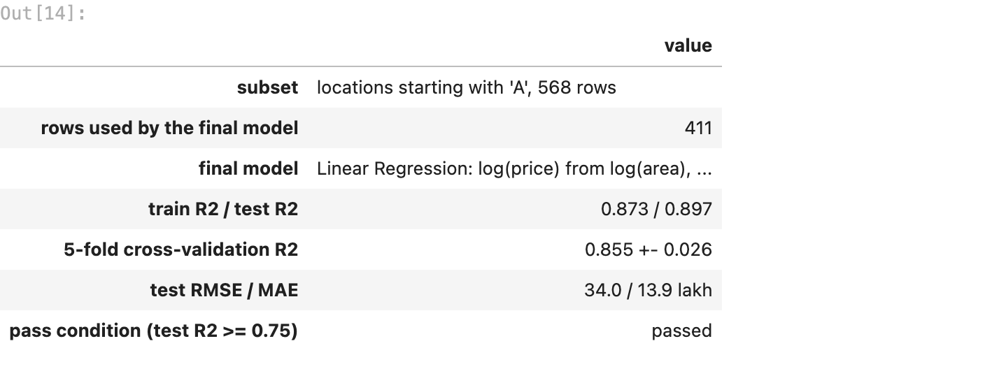 Out[14]:
value
subset locations starting with 'A', 568 rows
rows used by the final model 411
final model Linear Regression: log(price) from log(area), ...
train R2 / test R2 0.873 / 0.897
5-fold cross-validation R2 0.855 +- 0.026
test RMSE / MAE 34.0 / 13.9 lakh
pass condition (test R2 >= 0.75) passed